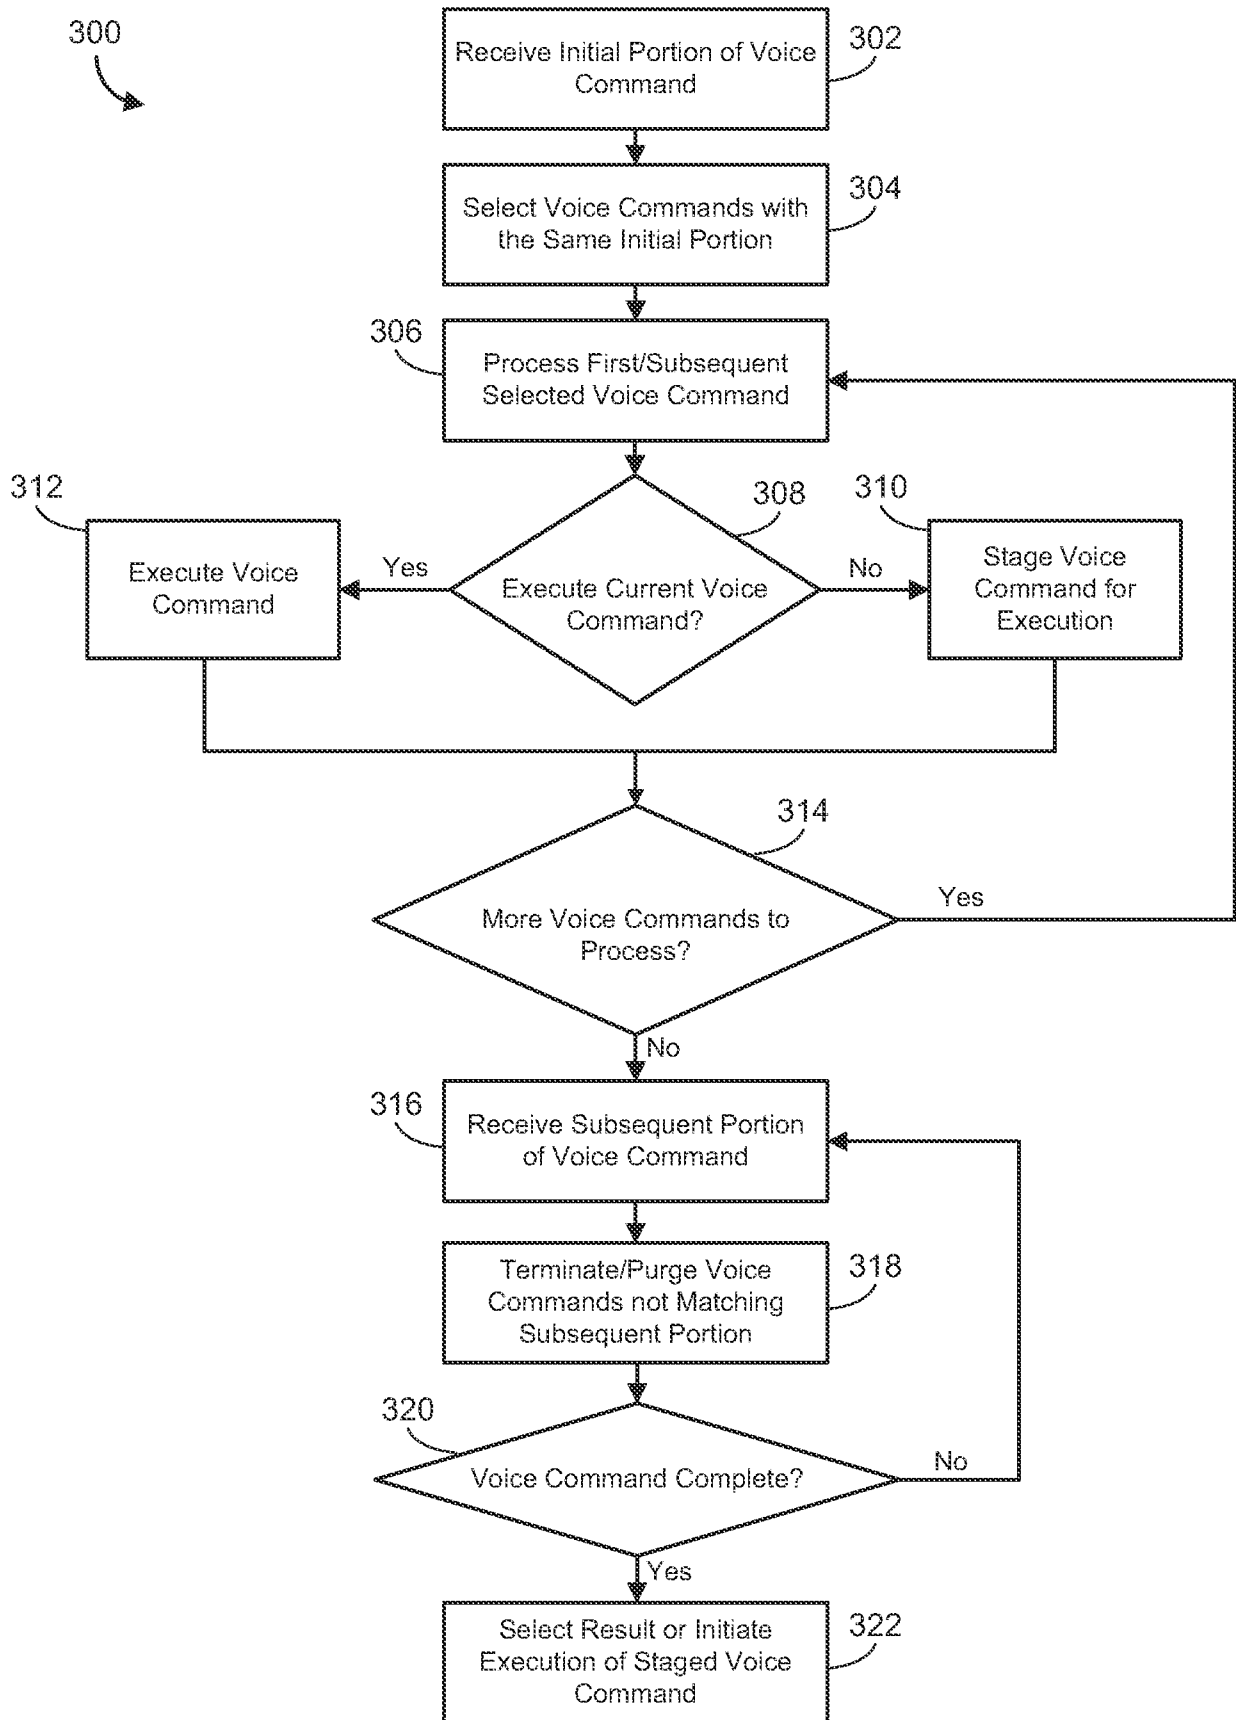 300
302
Receive Initial Portion of Voice
Command
304
Select Voice Commands with
the Same Initial Portion
306
Process First/Subsequent
Selected Voice Command
312
308
310
Execute Voice
Command
Yes
Execute Current Voice
Command?
No
Stage Voice
Command for
Execution
314
More Voice Commands to
Process?
Yes
No
316
Receive Subsequent Portion
of Voice Command
318
Terminate/Purge Voice
Commands not Matching
Subsequent Portion
320
Voice Command Complete?
No
Yes
322
Select Result or Initiate
Execution of Staged Voice
Command